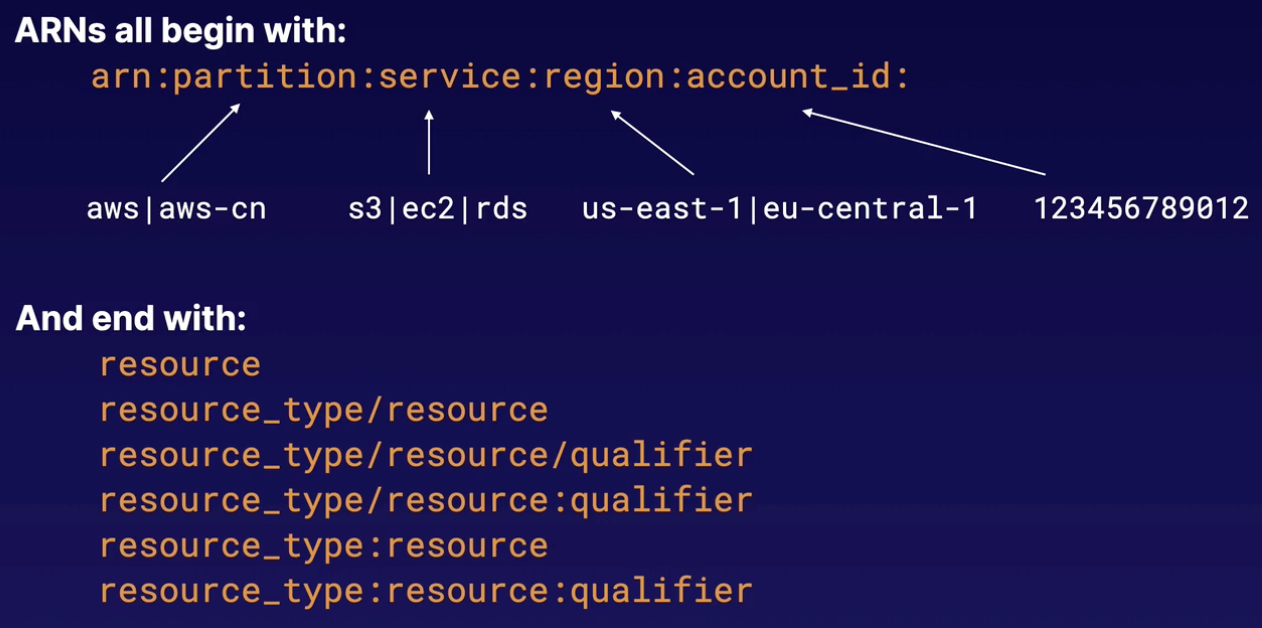 ARNs all begin with:
arn:partition:service:region:account_id:
aws|aws-cn s3|ec2|rds us-east-1|eu-central-1 123456789012
And end with:
resource
resource_type/resource
resource_type/resource/qualifier
resource_type/resource:qualifier
resource_type:resource
resource_type:resource:qualifier